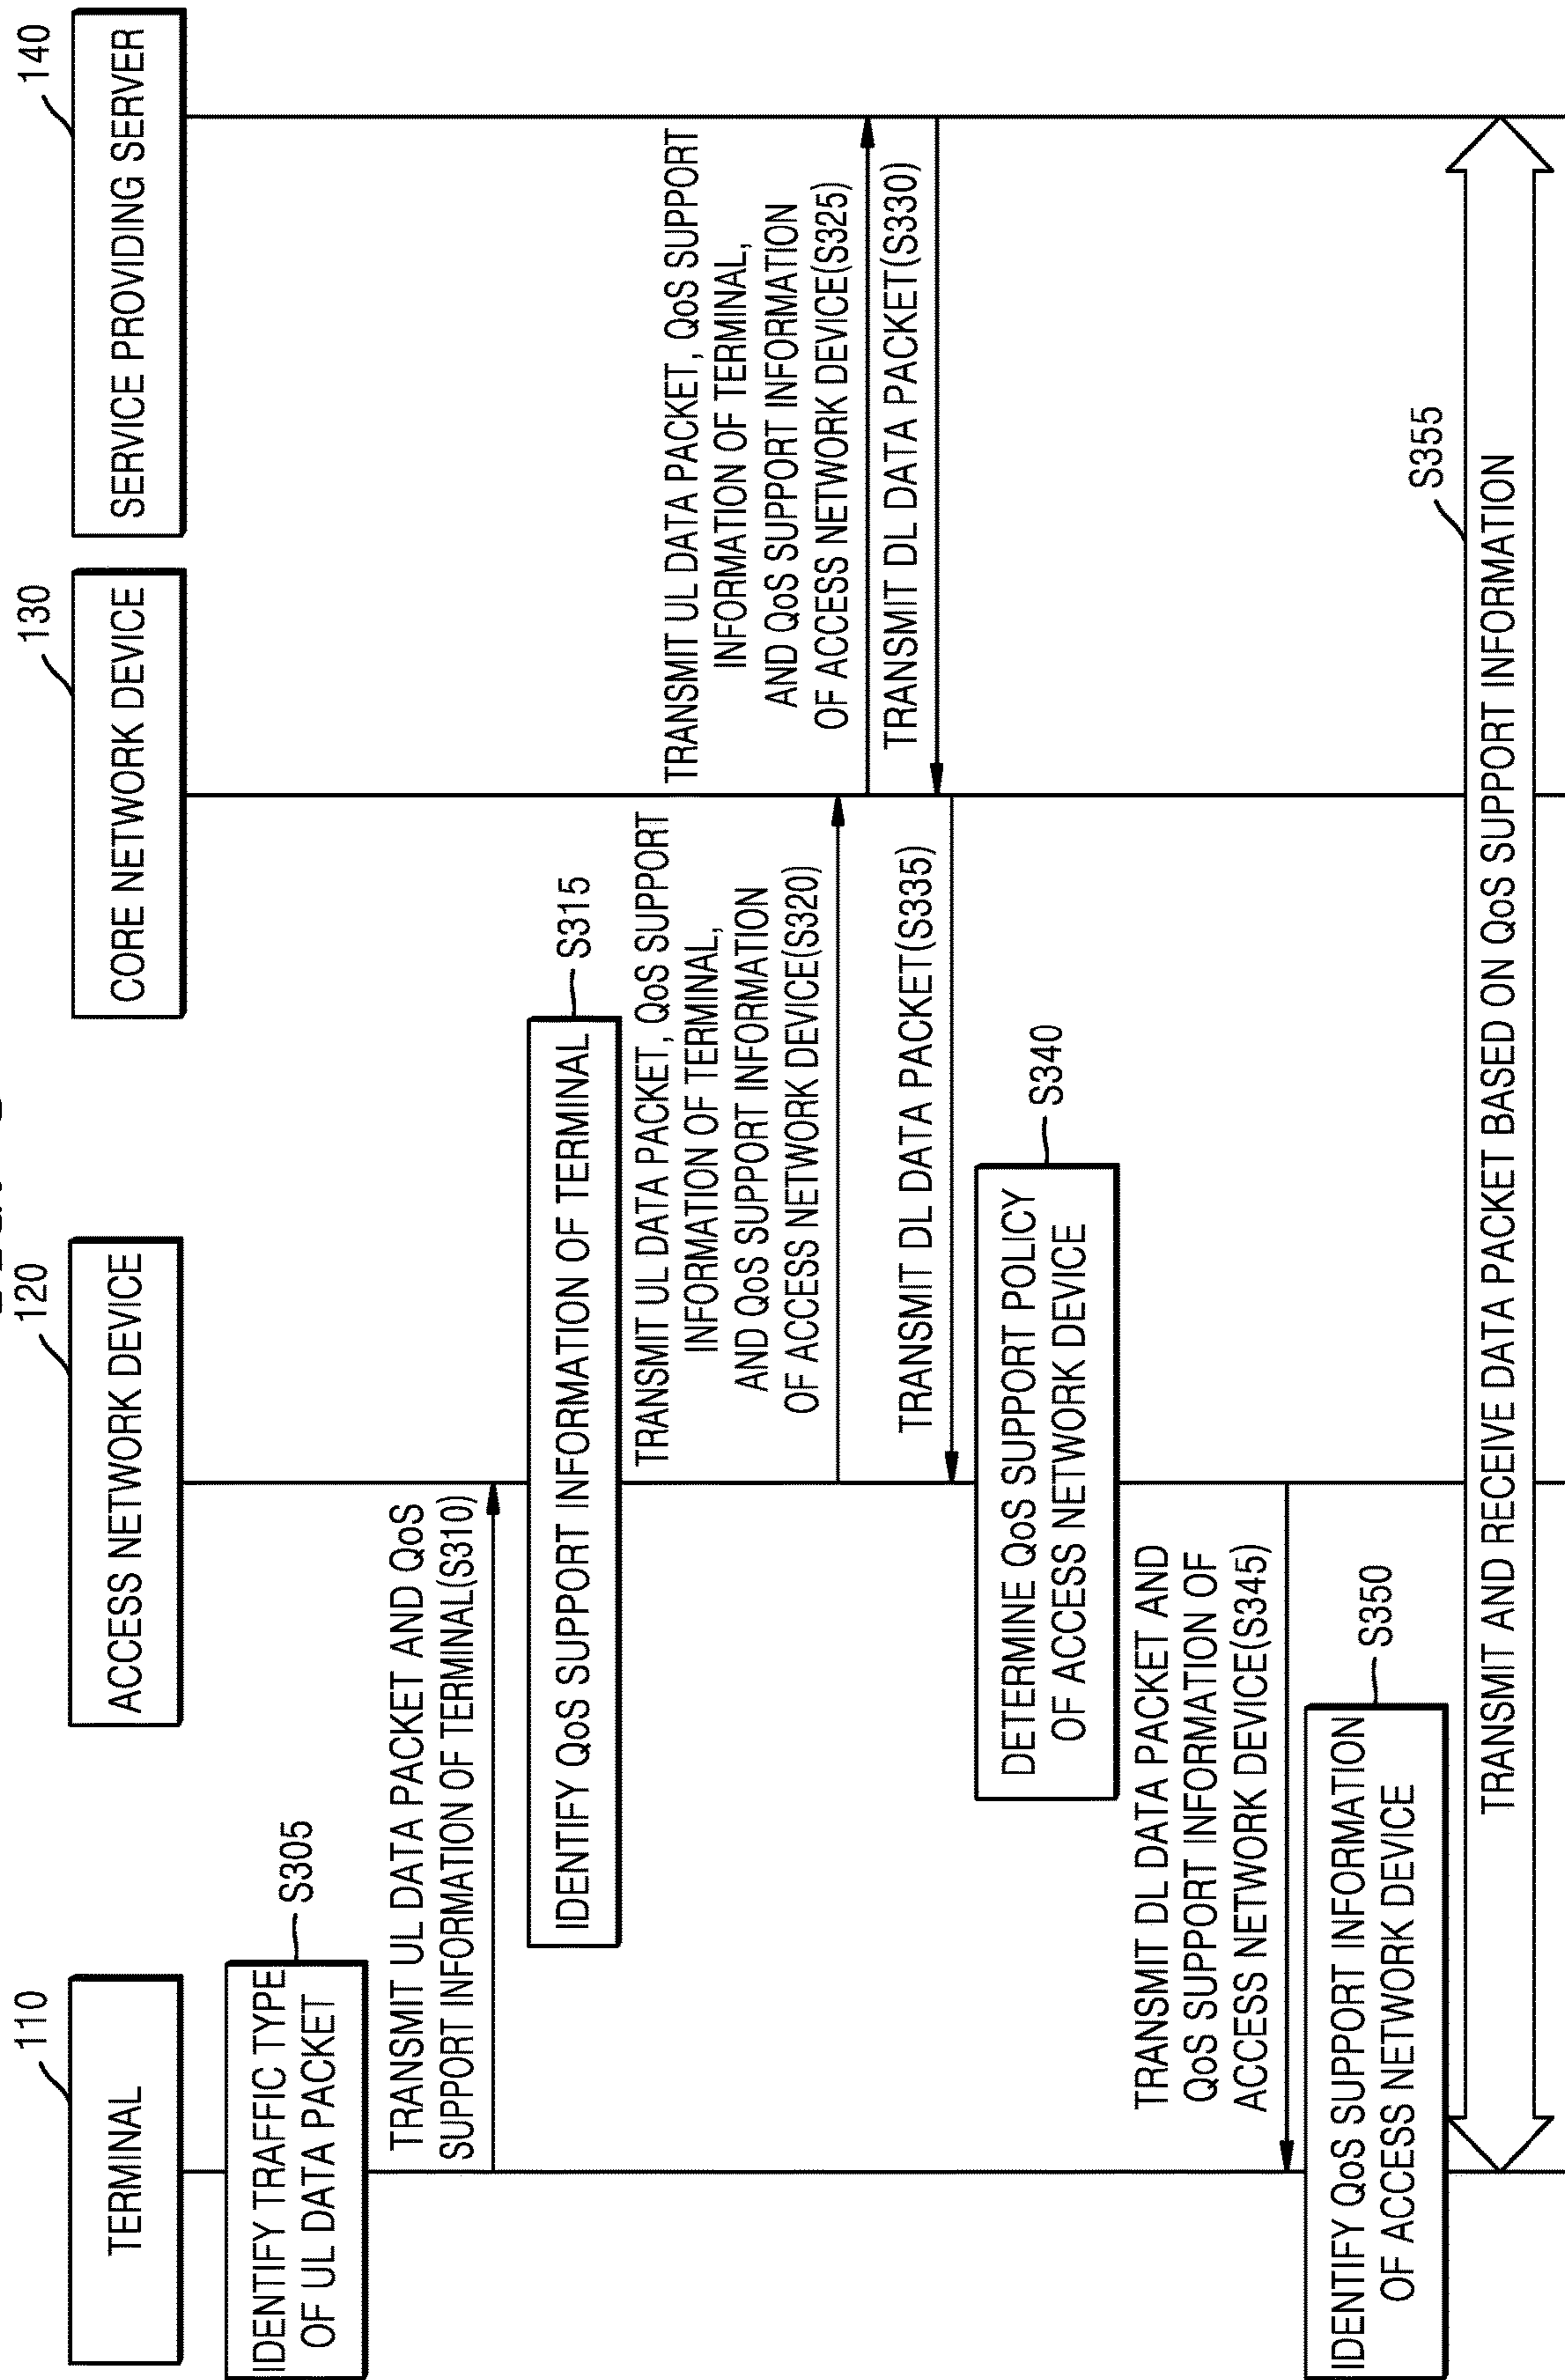 110
TERMINAL
120
ACCESS NETWORK DEVICE
130
CORE NETWORK DEVICE
140
SERVICE PROVIDING SERVER
IDENTIFY TRAFFIC TYPE
OF UL DATA PACKET
S305
TRANSMIT UL DATA PACKET AND QoS
SUPPORT INFORMATION OF TERMINAL(S310)
IDENTIFY QoS SUPPORT INFORMATION OF TERMINAL
S315
TRANSMIT UL DATA PACKET, QoS SUPPORT
INFORMATION OF TERMINAL,
AND QoS SUPPORT INFORMATION
OF ACCESS NETWORK DEVICE(S320)
TRANSMIT UL DATA PACKET, QoS SUPPORT
INFORMATION OF TERMINAL,
AND QoS SUPPORT INFORMATION
OF ACCESS NETWORK DEVICE(S325)
TRANSMIT DL DATA PACKET(S330)
TRANSMIT DL DATA PACKET(S335)
DETERMINE QoS SUPPORT POLICY
OF ACCESS NETWORK DEVICE
S340
TRANSMIT DL DATA PACKET AND
QoS SUPPORT INFORMATION OF
ACCESS NETWORK DEVICE(S345)
IDENTIFY QoS SUPPORT INFORMATION
OF ACCESS NETWORK DEVICE
S350
S355
TRANSMIT AND RECEIVE DATA PACKET BASED ON QoS SUPPORT INFORMATION